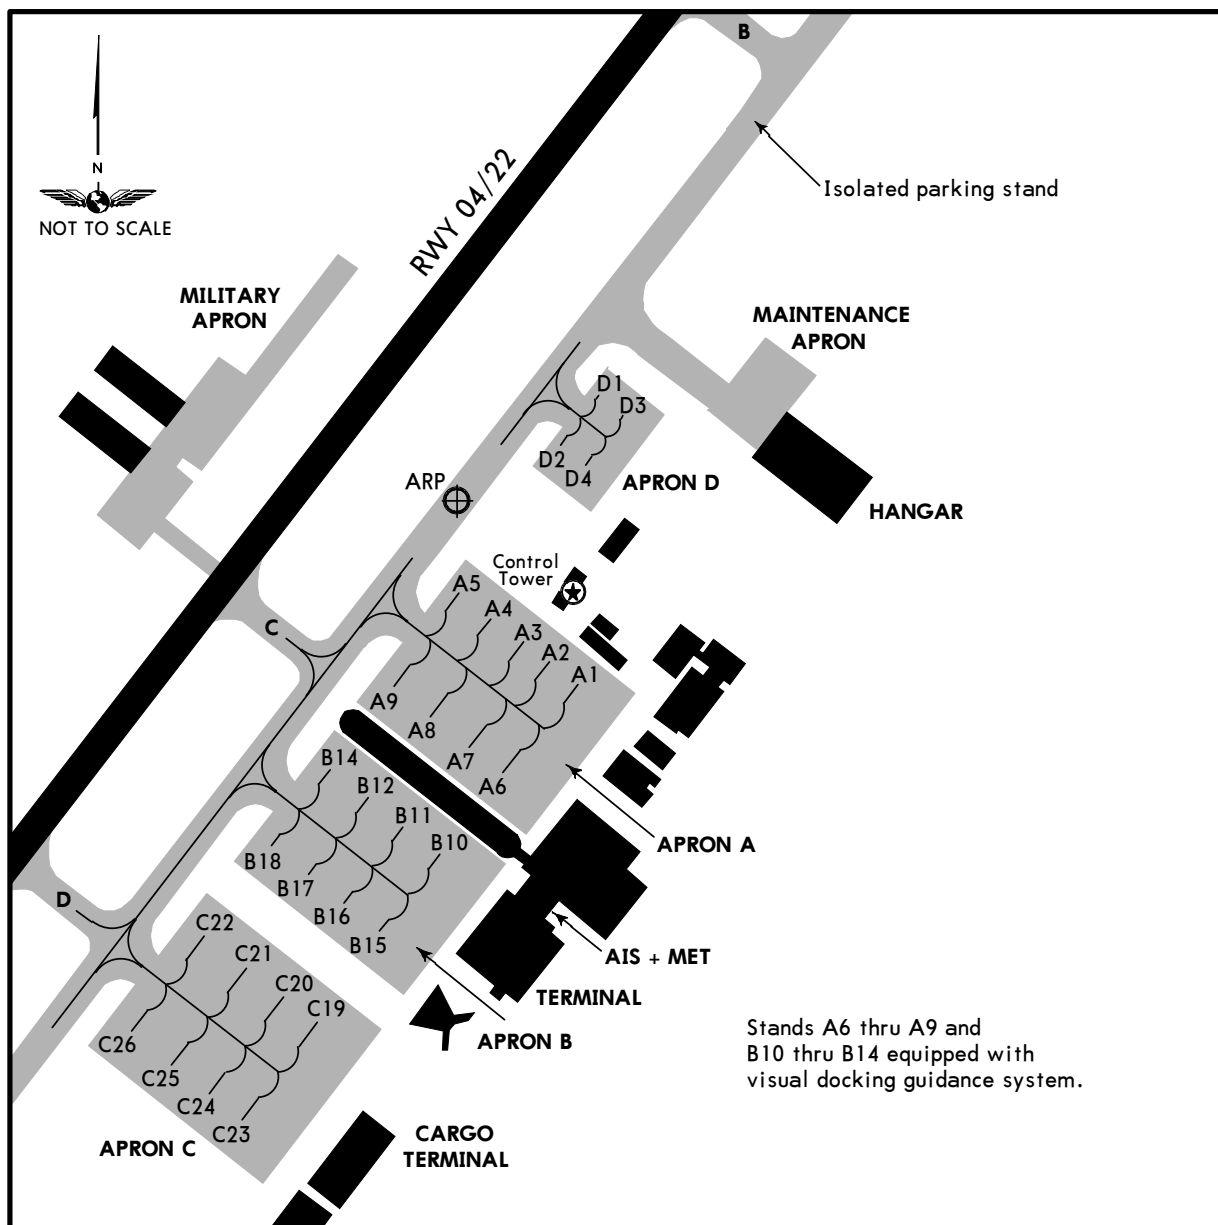 B
Isolated parking stand
N
NOT TO SCALE
RWY 04/22
MILITARY
APRON
MAINTENANCE
APRON
D1
D3
D2
D4
APRON D
HANGAR
ARP
Control
Tower
A5
A4
A3
A2
A1
A9
A8
A7
A6
C
B14
B12
B11
B10
B18
B17
B16
B15
APRON A
D
C22
C21
C20
C19
C26
C25
C24
C23
AIS + MET
TERMINAL
APRON B
Stands A6 thru A9 and
B10 thru B14 equipped with
visual docking guidance system.
APRON C
CARGO
TERMINAL